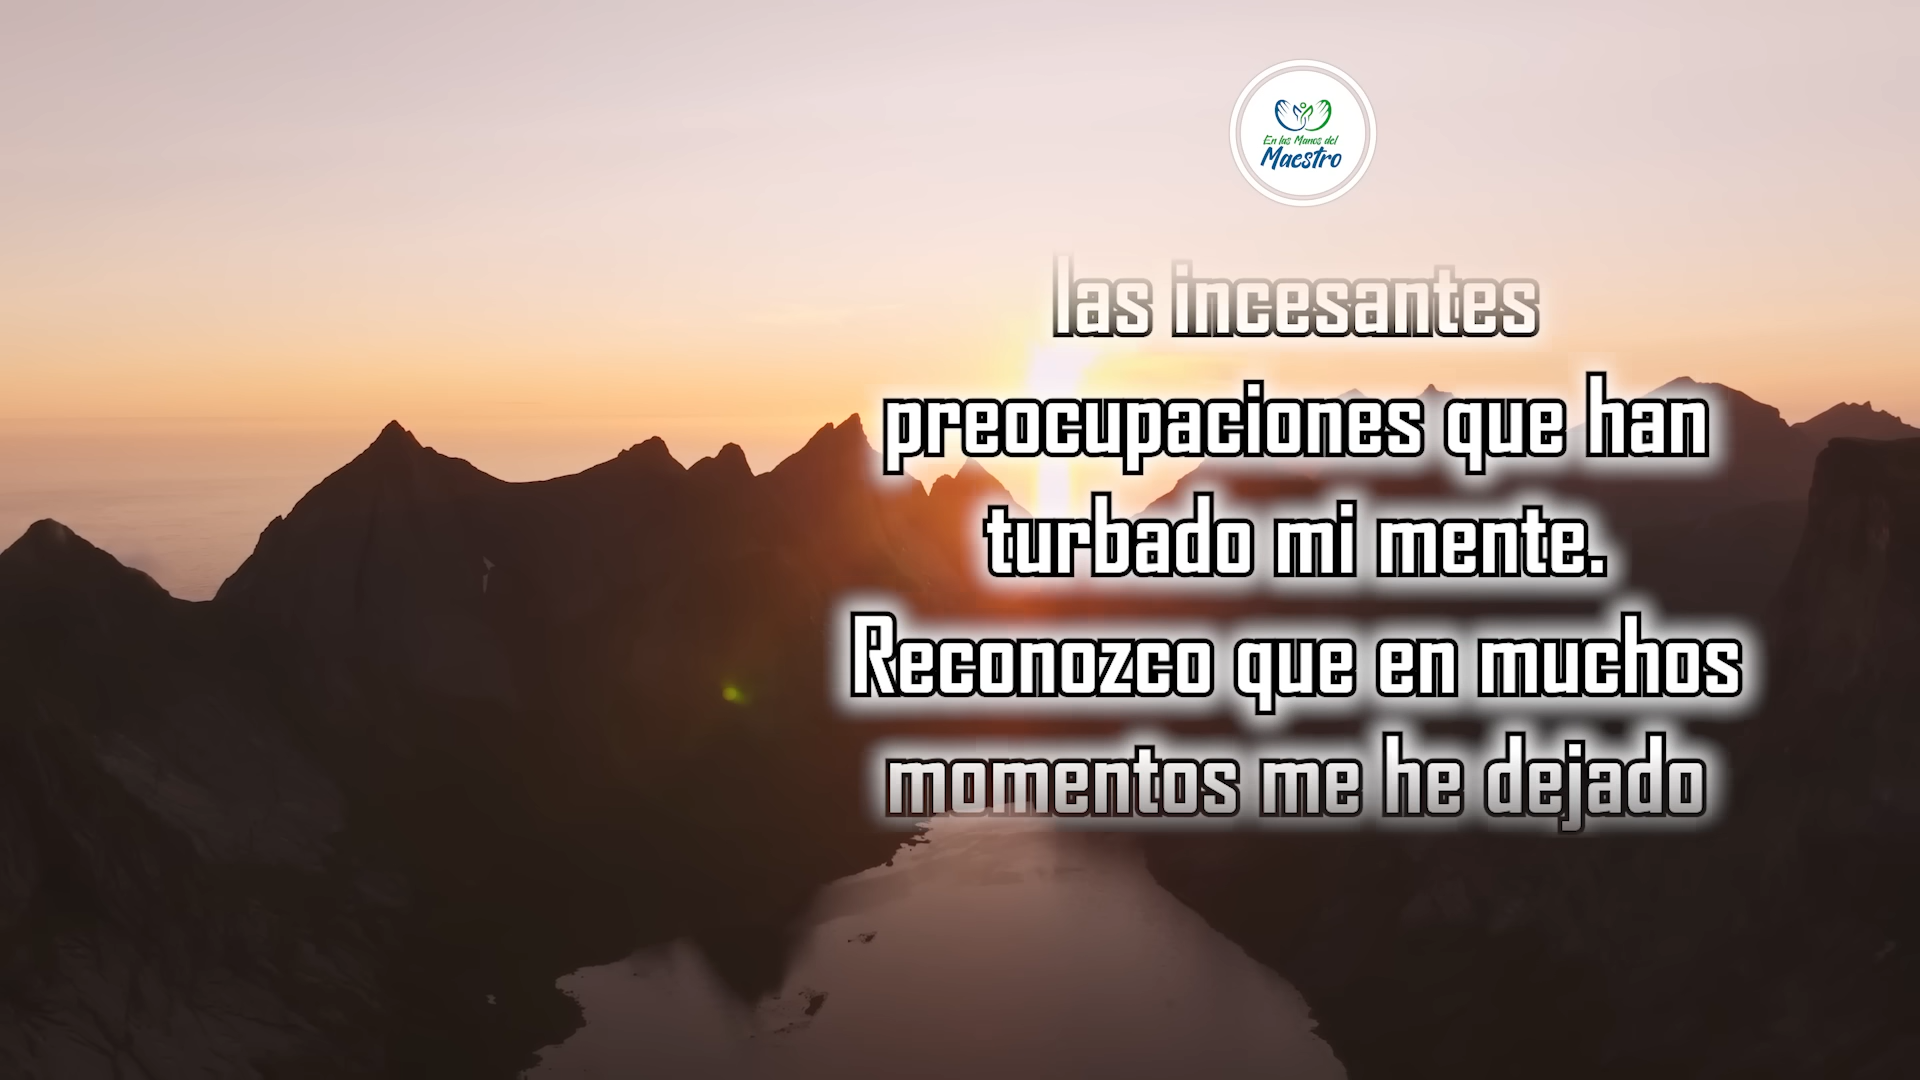 En las Manos del
Maestro
las incesantes
preocupaciones que han
turbado mi mente.
Reconozco que en muchos
momentos me he dejado